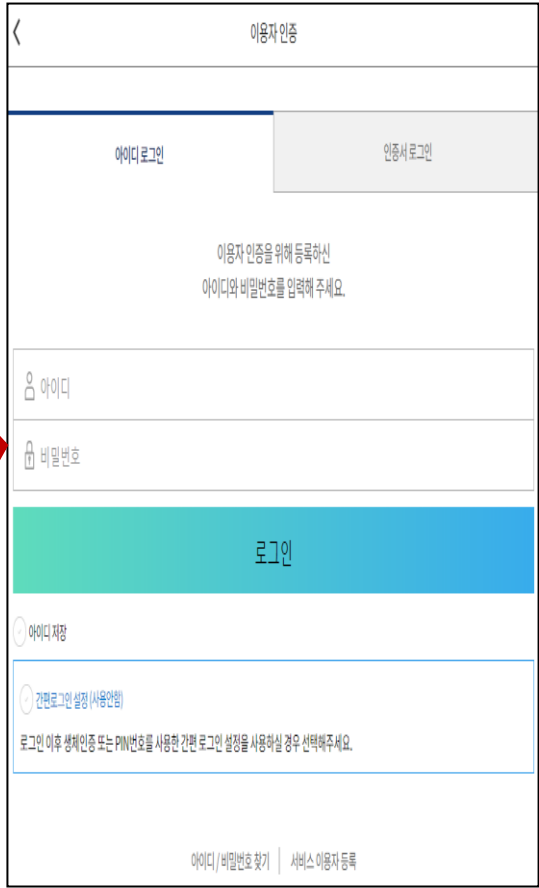 이용자 인증
아이디 로그인
인증서 로그인
이용자 인증을 위해 등록하신
아이디와 비밀번호를 입력해 주세요.
아이디
비밀번호
로그인
아이디 저장
간편로그인 설정 (사용안함)
로그인 이후 생체인증 또는 PIN번호를 사용한 간편 로그인 설정을 사용하실 경우 선택해주세요.
아이디 / 비밀번호 찾기 | 서비스 이용자 등록